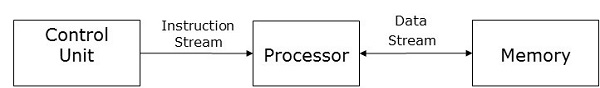 Control
Unit
Instruction
Stream
Processor
Data
Stream
Memory